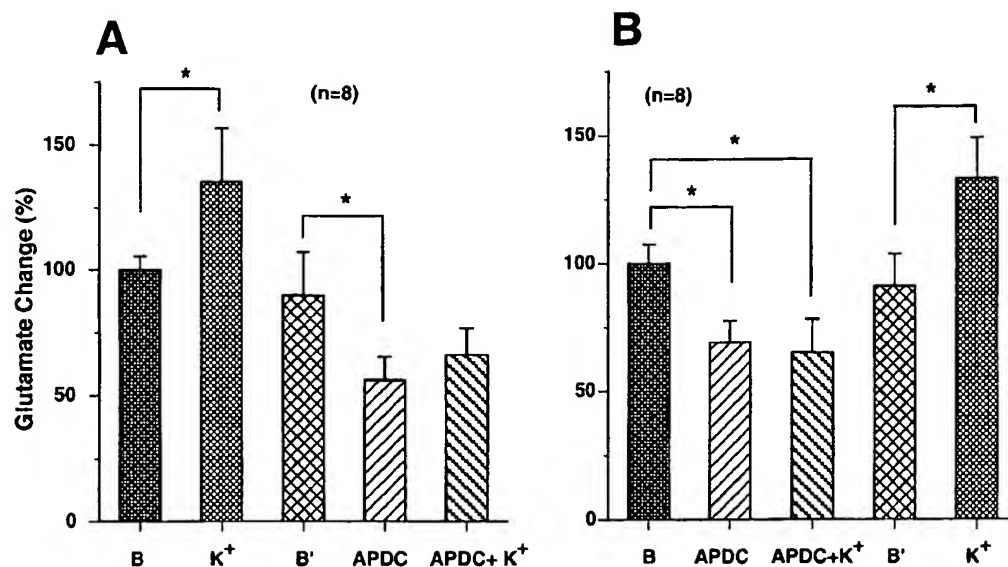 A
B
*
(n=8)
*
150
100
50
0
Glutamate Change (%)
B K+ B' APDC APDC+ K+
(n=8)
*
*
*
150
100
50
0
B APDC APDC+K+ B' K+